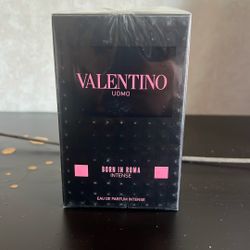 VALENTINO
UOMO
BORN IN ROMA
INTENSE
EAU DE PARFUM INTENSE